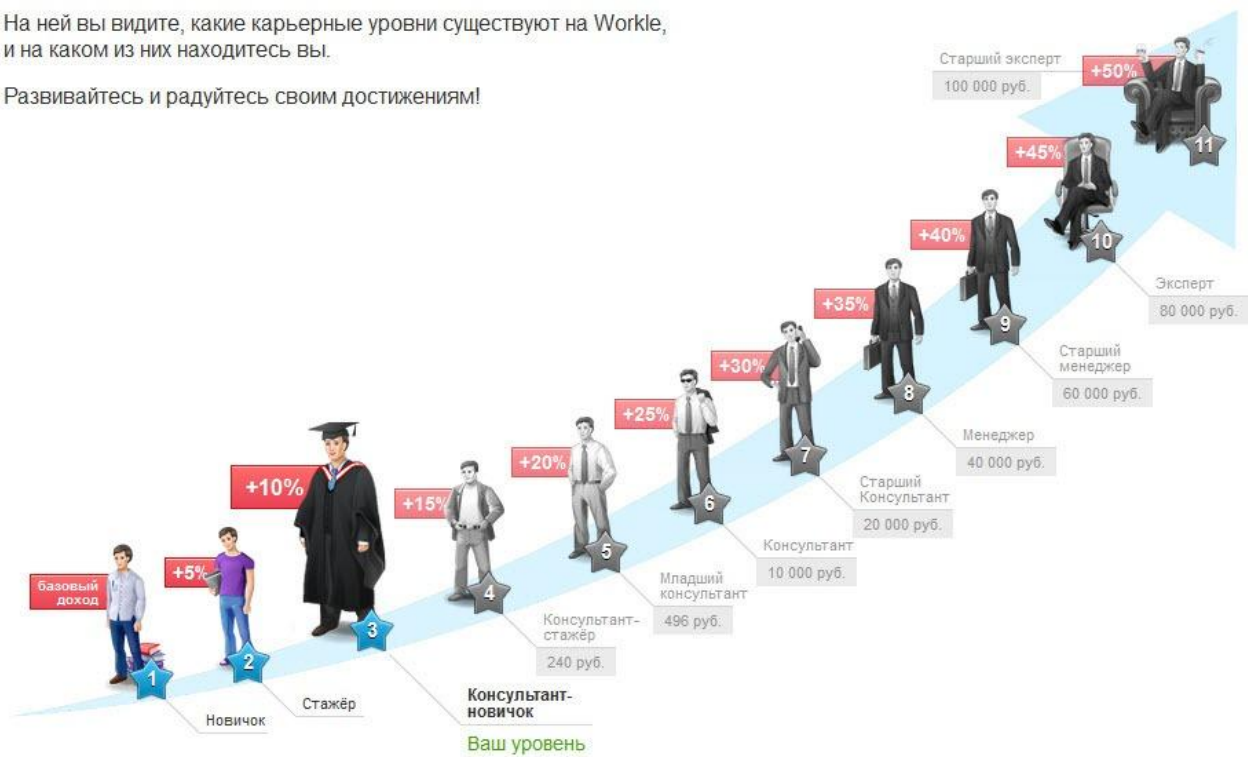 На ней вы видите, какие карьерные уровни существуют на Workle,
и на каком из них находитесь вы.
Развивайтесь и радуйтесь своим достижениям!
базовый
доход
1
Новичок
+5%
2
Стажёр
+10%
3
Консультант-
новичок
Ваш уровень
+15%
4
Консультант-
стажёр
240 руб.
+20%
5
Младший
консультант
496 руб.
+25%
6
Консультант
10 000 руб.
+30%
7
Старший
Консультант
20 000 руб.
+35%
8
Менеджер
40 000 руб.
+40%
9
Старший
менеджер
60 000 руб.
+45%
10
Эксперт
80 000 руб.
Старший эксперт
100 000 руб.
+50%
11